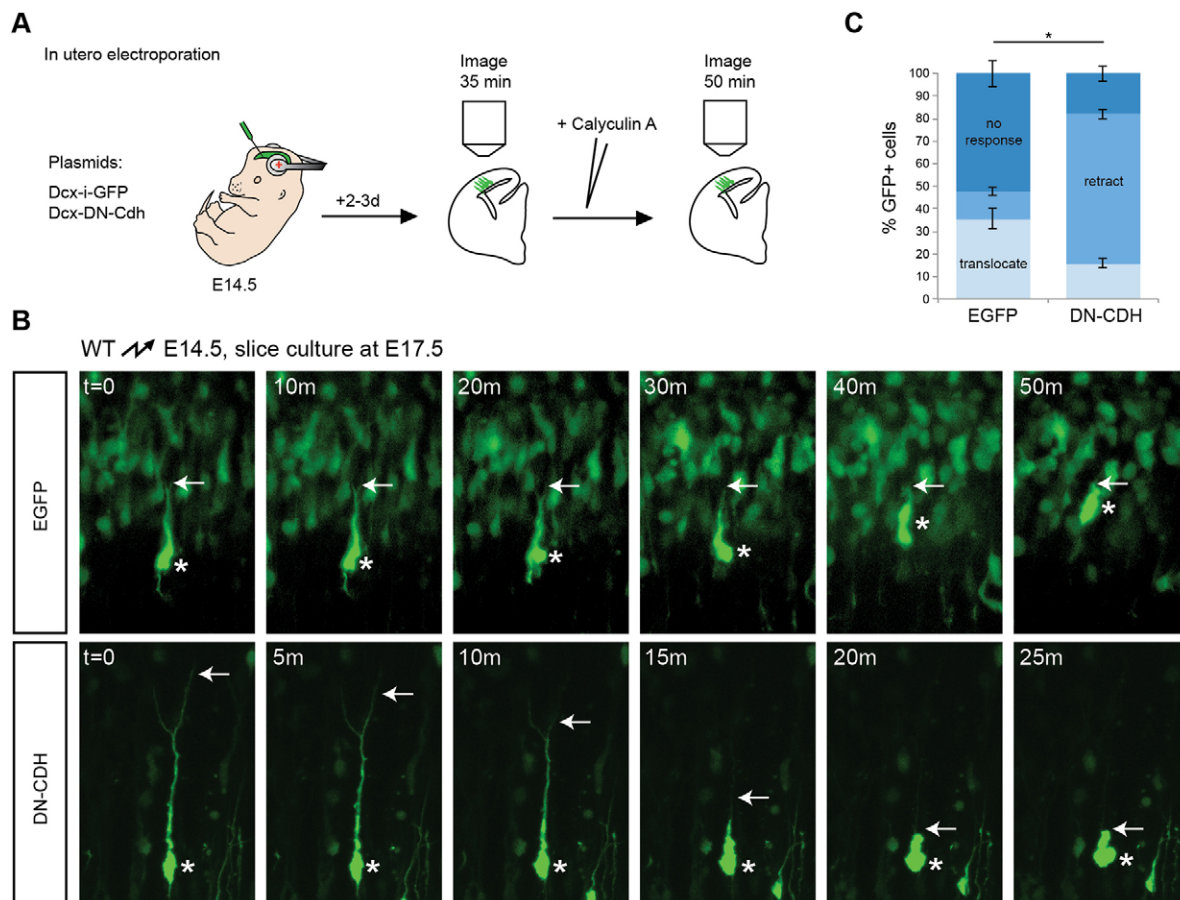 A
In utero electroporation
Plasmids:
Dcx-i-GFP
Dcx-DN-Cdh
E14.5
+2-3d
Image
35 min
+ Calyculin A
Image
50 min
C
*
% GFP+ cells
100
90
80
70
60
50
40
30
20
10
0
no
response
translocate
retract
EGFP
DN-CDH
B
WT E14.5, slice culture at E17.5
EGFP
t=0
10m
20m
30m
40m
50m
*
*
*
*
*
*
DN-CDH
t=0
5m
10m
15m
20m
25m
*
*
*
*
*
*